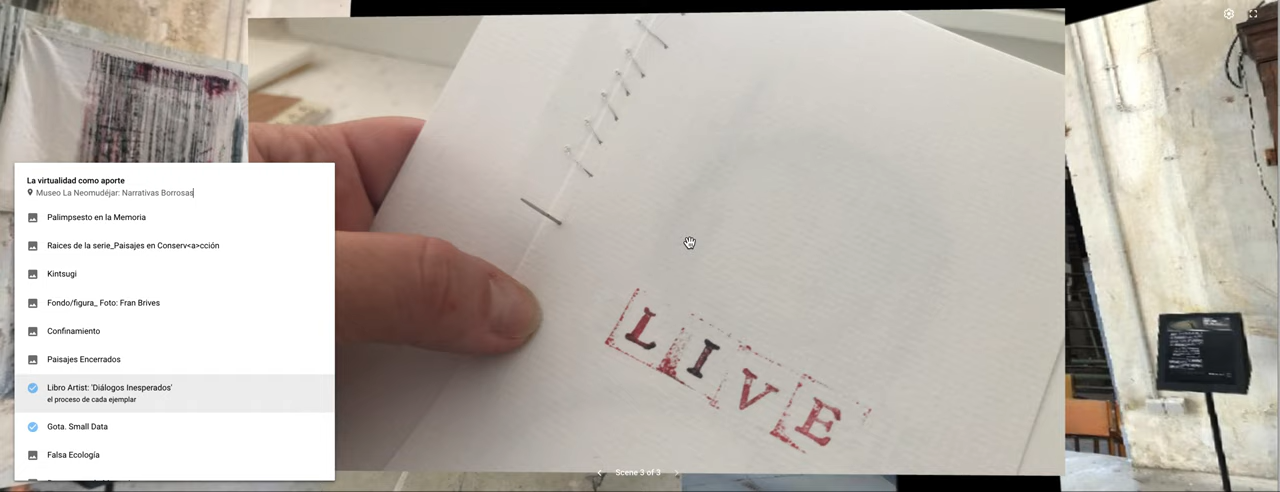 La virtualidad como aporte
Museo La Neomudéjar: Narrativas Borrosas
Palimpsesto en la Memoria
Raices de la serie_Paisajes en Conserv<a>cción
Kintsugi
Fondo/figura_ Foto: Fran Brives
Confinamiento
Paisajes Encerrados
Libro Artist: 'Diálogos Inesperados'
el proceso de cada ejemplar
Gota. Small Data
Falsa Ecología
LIVE
Scene 3 of 3